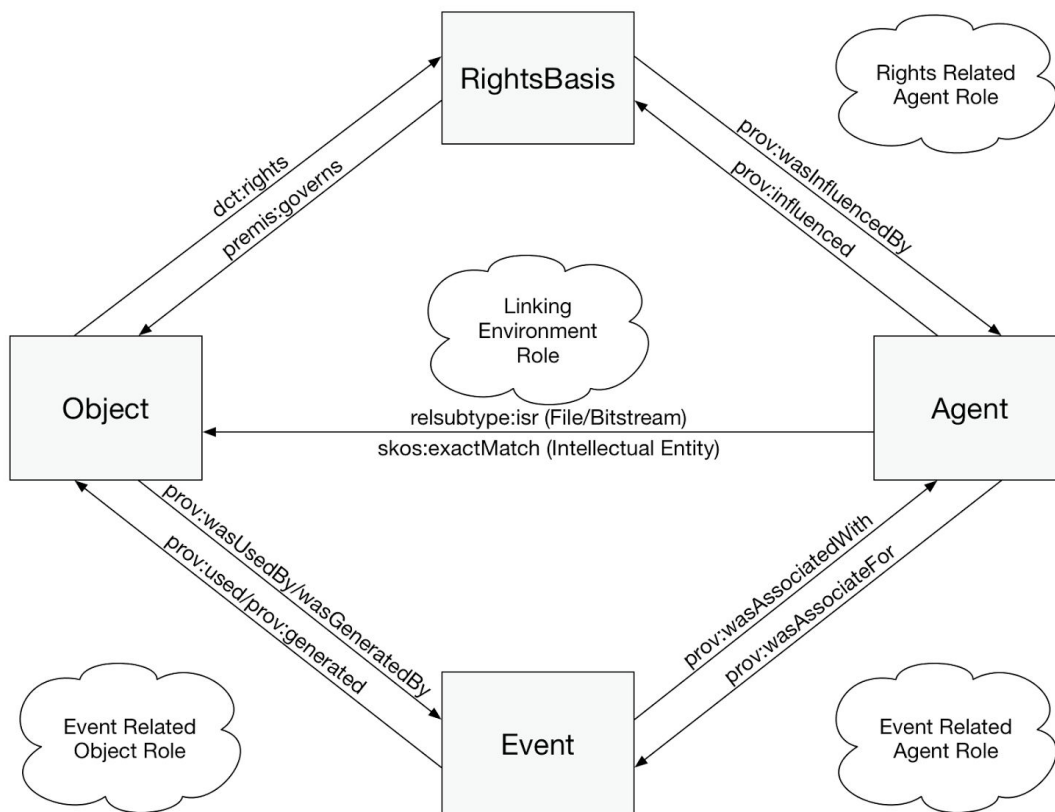 RightsBasis
Rights Related
Agent Role
dct:rights
premis:governs
prov:wasInfluencedBy
prov:influenced
Linking
Environment
Role
Object
Agent
relsubtype:isr (File/Bitstream)
skos:exactMatch (Intellectual Entity)
prov:wasUsedBy/wasGeneratedBy
prov:used/prov:generated
prov:wasAssociatedWith
prov:wasAssociateFor
Event Related
Object Role
Event
Event Related
Agent Role